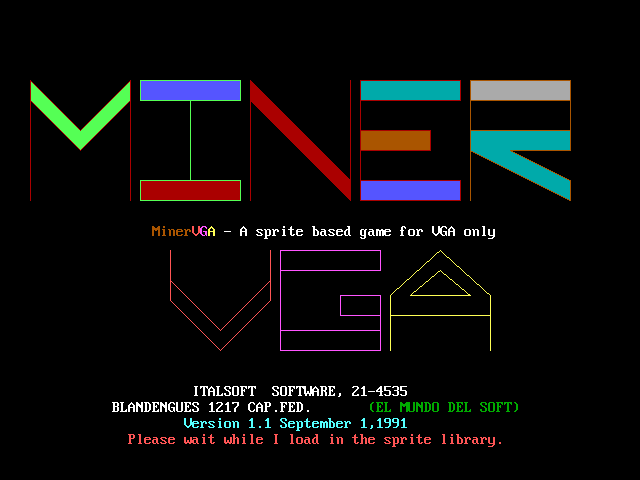 MINER
MinerVGA - A sprite based game for VGA only
VGA
ITALSOFT  SOFTWARE, 21-4535
BLANDENGUES 1217 CAP.FED.       (EL MUNDO DEL SOFT)
Version 1.1 September 1,1991
Please wait while I load in the sprite library.